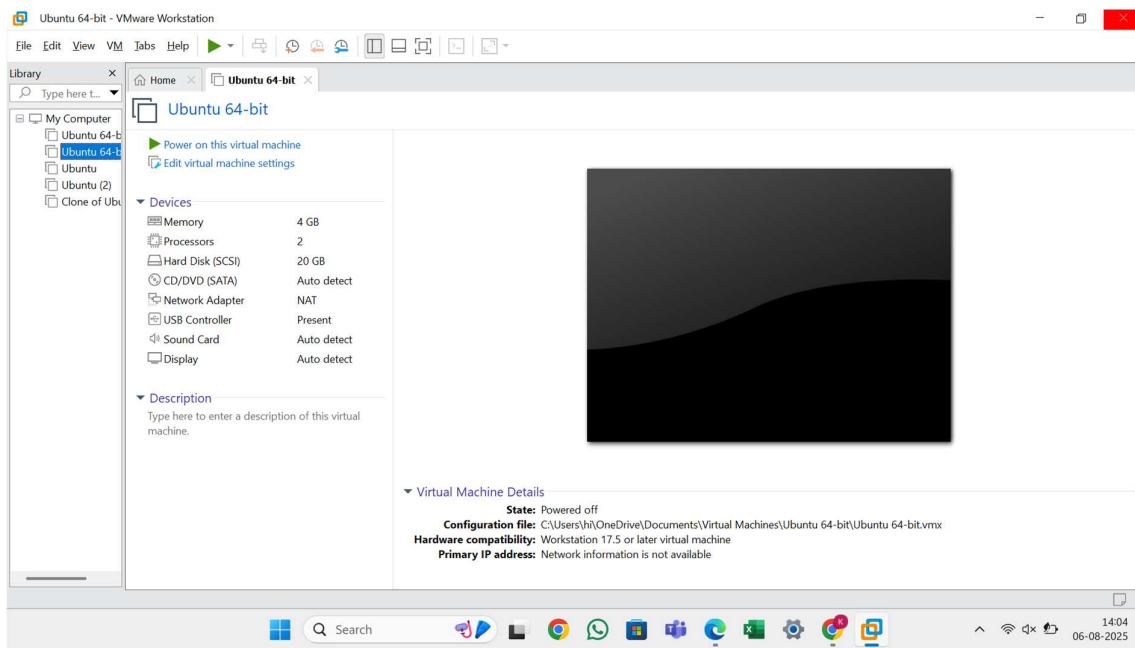 Ubuntu 64-bit - VMware Workstation
File Edit View VM Tabs Help
Library ×
Type here t...
My Computer
Ubuntu 64-b
Ubuntu 64-b
Ubuntu
Ubuntu (2)
Clone of Ubu
Home × Ubuntu 64-bit ×
Ubuntu 64-bit
Power on this virtual machine
Edit virtual machine settings
Devices
Memory 4 GB
Processors 2
Hard Disk (SCSI) 20 GB
CD/DVD (SATA) Auto detect
Network Adapter NAT
USB Controller Present
Sound Card Auto detect
Display Auto detect
Description
Type here to enter a description of this virtual
machine.
Virtual Machine Details
State: Powered off
Configuration file: C:\Users\hi\OneDrive\Documents\Virtual Machines\Ubuntu 64-bit\Ubuntu 64-bit.vmx
Hardware compatibility: Workstation 17.5 or later virtual machine
Primary IP address: Network information is not available
Search
14:04
06-08-2025